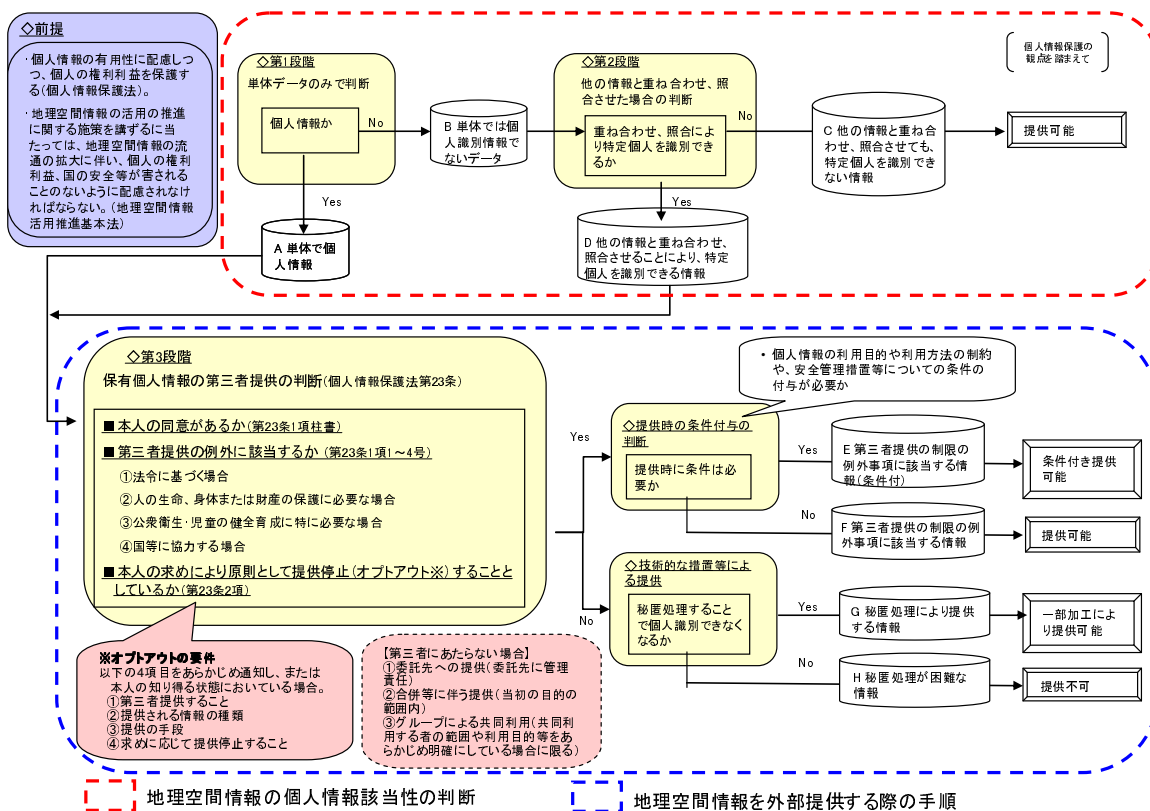 ◇前提
・個人情報の有用性に配慮しつ
つ、個人の権利利益を保護す
る(個人情報保護法)。
・地理空間情報の活用の推進
に関する施策を講ずるに当
たっては、地理空間情報の流
通の拡大に伴い、個人の権利
利益、国の安全等が害される
ことのないように配慮されなけ
ればならない。(地理空間情報
活用推進基本法)
◇第1段階
単体データのみで判断
個人情報か
No
Yes
A 単体で個
人情報
B 単体では個
人識別情報で
ないデータ
◇第2段階
他の情報と重ね合わせ、照
合させた場合の判断
重ね合わせ、照合によ
り特定個人を識別でき
るか
No
Yes
C 他の情報と重ね合
わせ、照合させても、
特定個人を識別でき
ない情報
D 他の情報と重ね合わせ、
照合させることにより、特定
個人を識別できる情報
個人情報保護の
観点を踏まえて
提供可能
◇第3段階
保有個人情報の第三者提供の判断(個人情報保護法第23条)
■本人の同意があるか(第23条1項柱書)
■第三者提供の例外に該当するか(第23条1項1～4号)
①法令に基づく場合
②人の生命、身体または財産の保護に必要な場合
③公衆衛生・児童の健全育成に特に必要な場合
④国等に協力する場合
■本人の求めにより原則として提供停止(オプトアウト※)することと
しているか(第23条2項)
Yes
No
・個人情報の利用目的や利用方法の制約
や、安全管理措置等についての条件の
付与が必要か
◇提供時の条件付与の
判断
提供時に条件は必
要か
Yes
No
E 第三者提供の制限の
例外事項に該当する情
報(条件付)
条件付き提供
可能
F 第三者提供の制限の例
外事項に該当する情報
提供可能
◇技術的な措置等によ
る提供
秘匿処理すること
で個人識別できなく
なるか
Yes
No
G 秘匿処理により提供
する情報
一部加工によ
り提供可能
H 秘匿処理が困難な
情報
提供不可
※オプトアウトの要件
以下の4項目をあらかじめ通知し、または
本人の知り得る状態においている場合。
①第三者提供すること
②提供される情報の種類
③提供の手段
④求めに応じて提供停止すること
【第三者にあたらない場合】
①委託先への提供(委託先に管理
責任)
②合併等に伴う提供(当初の目的の
範囲内)
③グループによる共同利用(共同利
用する者の範囲や利用目的等をあ
らかじめ明確にしている場合に限る)
地理空間情報の個人情報該当性の判断
地理空間情報を外部提供する際の手順